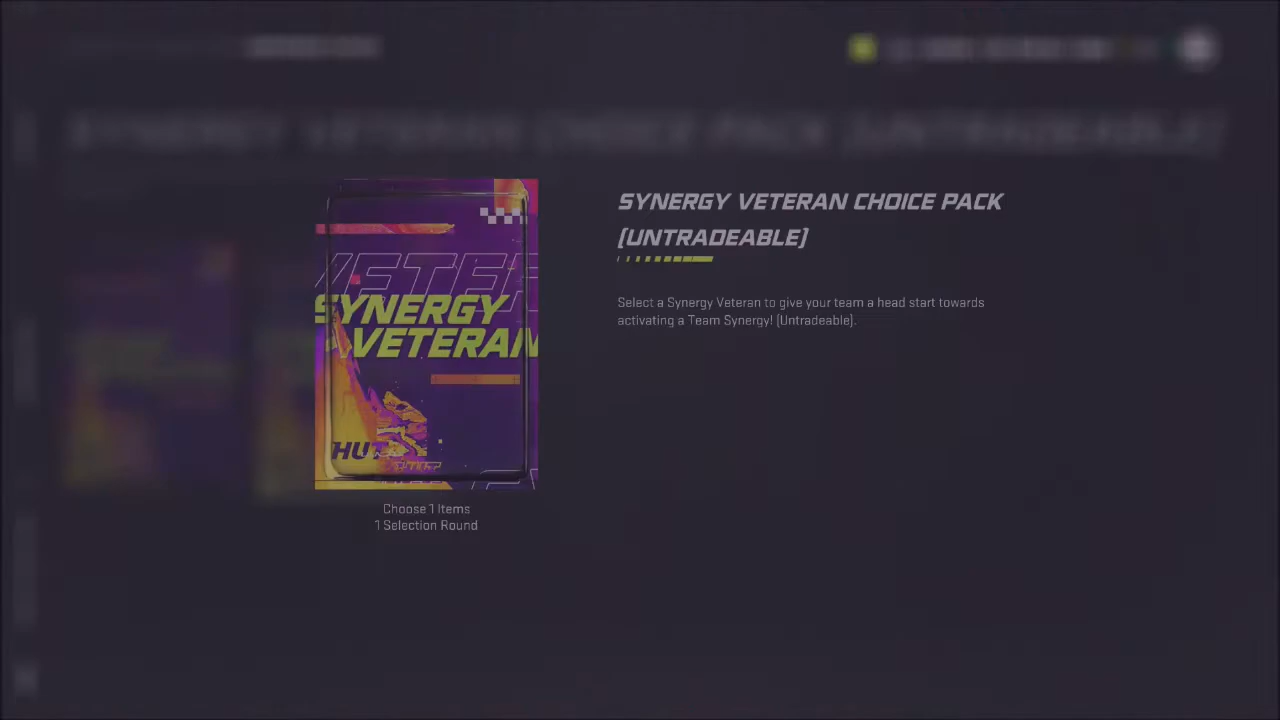 SYNERGY VETERAN CHOICE PACK
[UNTRADEABLE]
Select a Synergy Veteran to give your team a head start towards
activating a Team Synergy! [Untradeable].
SYNERGY
VETERAN
HUT
Choose 1 Items
1 Selection Round